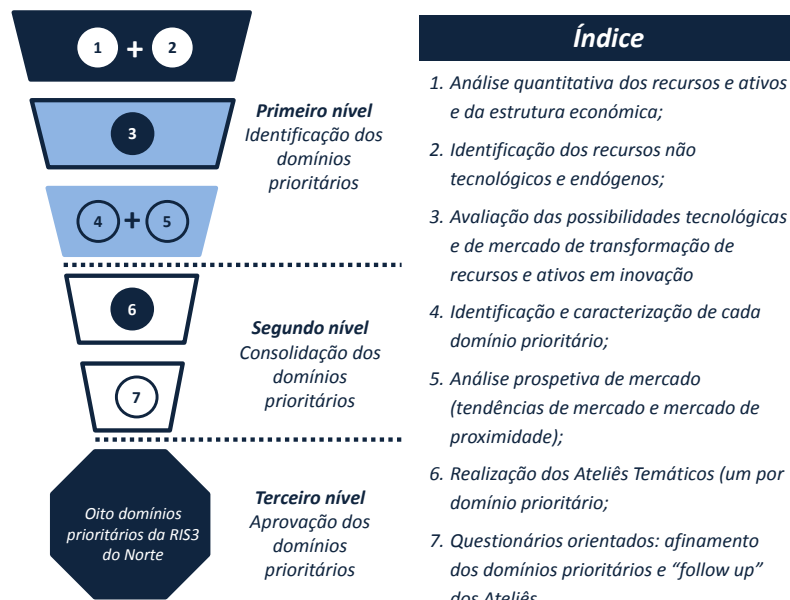 1 + 2
3
4 + 5
6
7
Primeiro nível
Identificação dos
domínios
prioritários
Segundo nível
Consolidação dos
domínios
prioritários
Oito domínios
prioritários da RIS3
do Norte
Terceiro nível
Aprovação dos
domínios
prioritários
Índice
1. Análise quantitativa dos recursos e ativos
e da estrutura económica;
2. Identificação dos recursos não
tecnológicos e endógenos;
3. Avaliação das possibilidades tecnológicas
e de mercado de transformação de
recursos e ativos em inovação
4. Identificação e caracterização de cada
domínio prioritário;
5. Análise prospetiva de mercado
(tendências de mercado e mercado de
proximidade);
6. Realização dos Ateliês Temáticos (um por
domínio prioritário;
7. Questionários orientados: afinamento
dos domínios prioritários e “follow up”
dos Ateliês